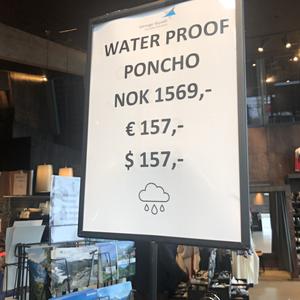 WATER PROOF
PONCHO
NOK 1569,-
€ 157,-
$ 157,-